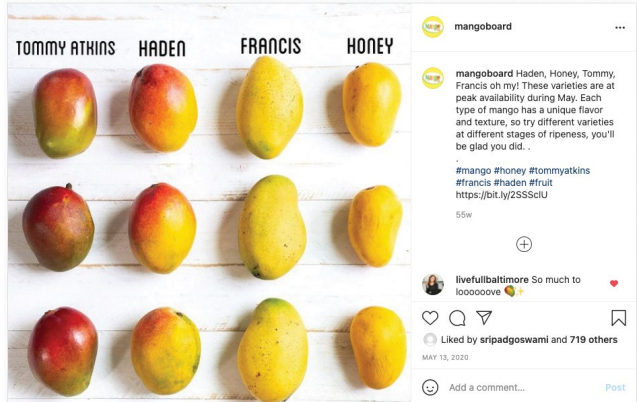 TOMMY ATKINS
HADEN
FRANCIS
HONEY
mangoboard
mangoboard Haden, Honey, Tommy,
Francis oh my! These varieties are at
peak availability during May. Each
type of mango has a unique flavor
and texture, so try different varieties
at different stages of ripeness, you'll
be glad you did. .
.
#mango #honey #tommyatkins
#francis #haden #fruit
https://bit.ly/2SSSclU
55w
livefullbaltimore So much to
loooooove 🥭✨
Liked by sripadgoswami and 719 others
MAY 13, 2020
Add a comment...
Post